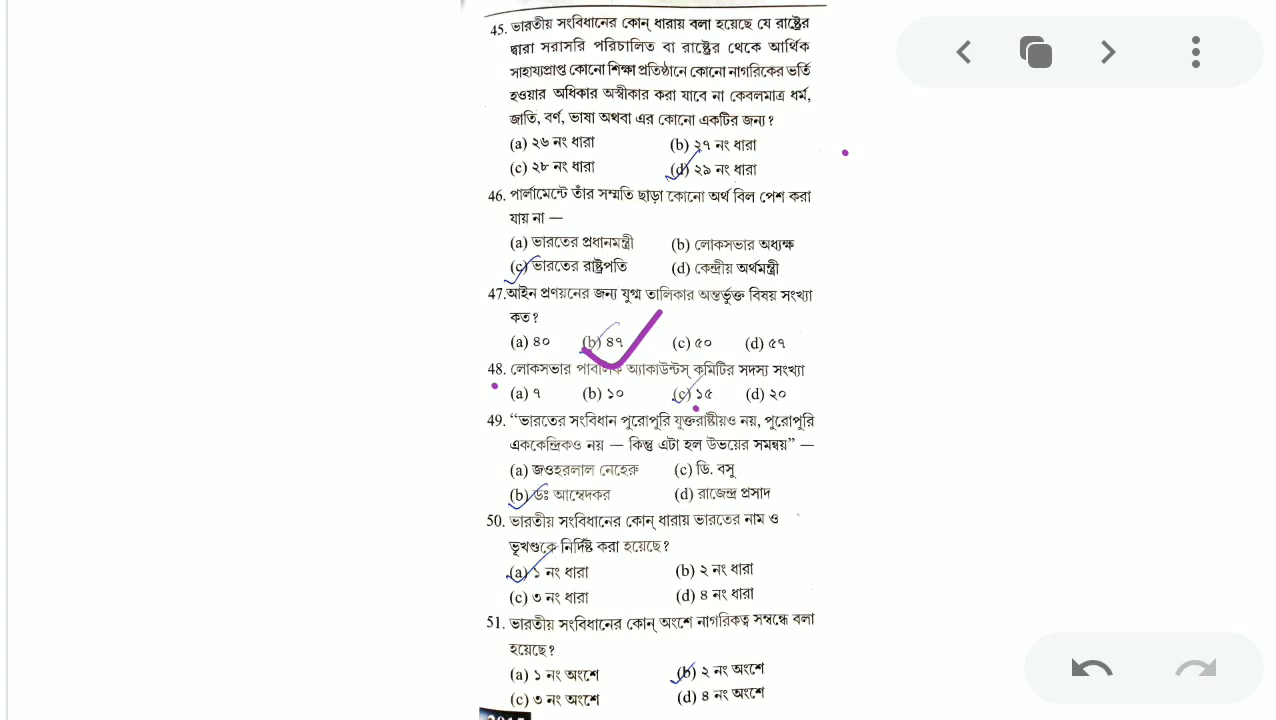 45. ভারতীয় সংবিধানের কোন্ ধারায় বলা হয়েছে যে রাষ্ট্রের
দ্বারা সরাসরি পরিচালিত বা রাষ্ট্রের থেকে আর্থিক
সাহায্যপ্রাপ্ত কোনো শিক্ষা প্রতিষ্ঠানে কোনো নাগরিকের ভর্তি
হওয়ার অধিকার অস্বীকার করা যাবে না কেবলমাত্র ধর্ম,
জাতি, বর্ণ, ভাষা অথবা এর কোনো একটির জন্য?
(a) ২৬ নং ধারা (b) ২৭ নং ধারা
(c) ২৮ নং ধারা (d) ২৯ নং ধারা
46. পার্লামেন্টে তাঁর সম্মতি ছাড়া কোনো অর্থ বিল পেশ করা
যায় না —
(a) ভারতের প্রধানমন্ত্রী (b) লোকসভার অধ্যক্ষ
(c) ভারতের রাষ্ট্রপতি (d) কেন্দ্রীয় অর্থমন্ত্রী
47. আইন প্রণয়নের জন্য যুগ্ম তালিকার অন্তর্ভুক্ত বিষয় সংখ্যা
কত?
(a) ৪০ (b) ৪৭ (c) ৫০ (d) ৫৭
48. লোকসভার পাবলিক অ্যাকাউন্টস্ কমিটির সদস্য সংখ্যা
(a) ৭ (b) ১০ (c) ১৫ (d) ২০
49. “ভারতের সংবিধান পুরোপুরি যুক্তরাষ্টীয়ও নয়, পুরোপুরি
এককেন্দ্রিকও নয় — কিন্তু এটা হল উভয়ের সমন্বয়” —
(a) জওহরলাল নেহেরু (c) ডি. বসু
(b) ডঃ আম্বেদকর (d) রাজেন্দ্র প্রসাদ
50. ভারতীয় সংবিধানের কোন্ ধারায় ভারতের নাম ও
ভূখণ্ডকে নির্দিষ্ট করা হয়েছে?
(a) ১ নং ধারা (b) ২ নং ধারা
(c) ৩ নং ধারা (d) ৪ নং ধারা
51. ভারতীয় সংবিধানের কোন্ অংশে নাগরিকত্ব সম্বন্ধে বলা
হয়েছে?
(a) ১ নং অংশে (b) ২ নং অংশে
(c) ৩ নং অংশে (d) ৪ নং অংশে